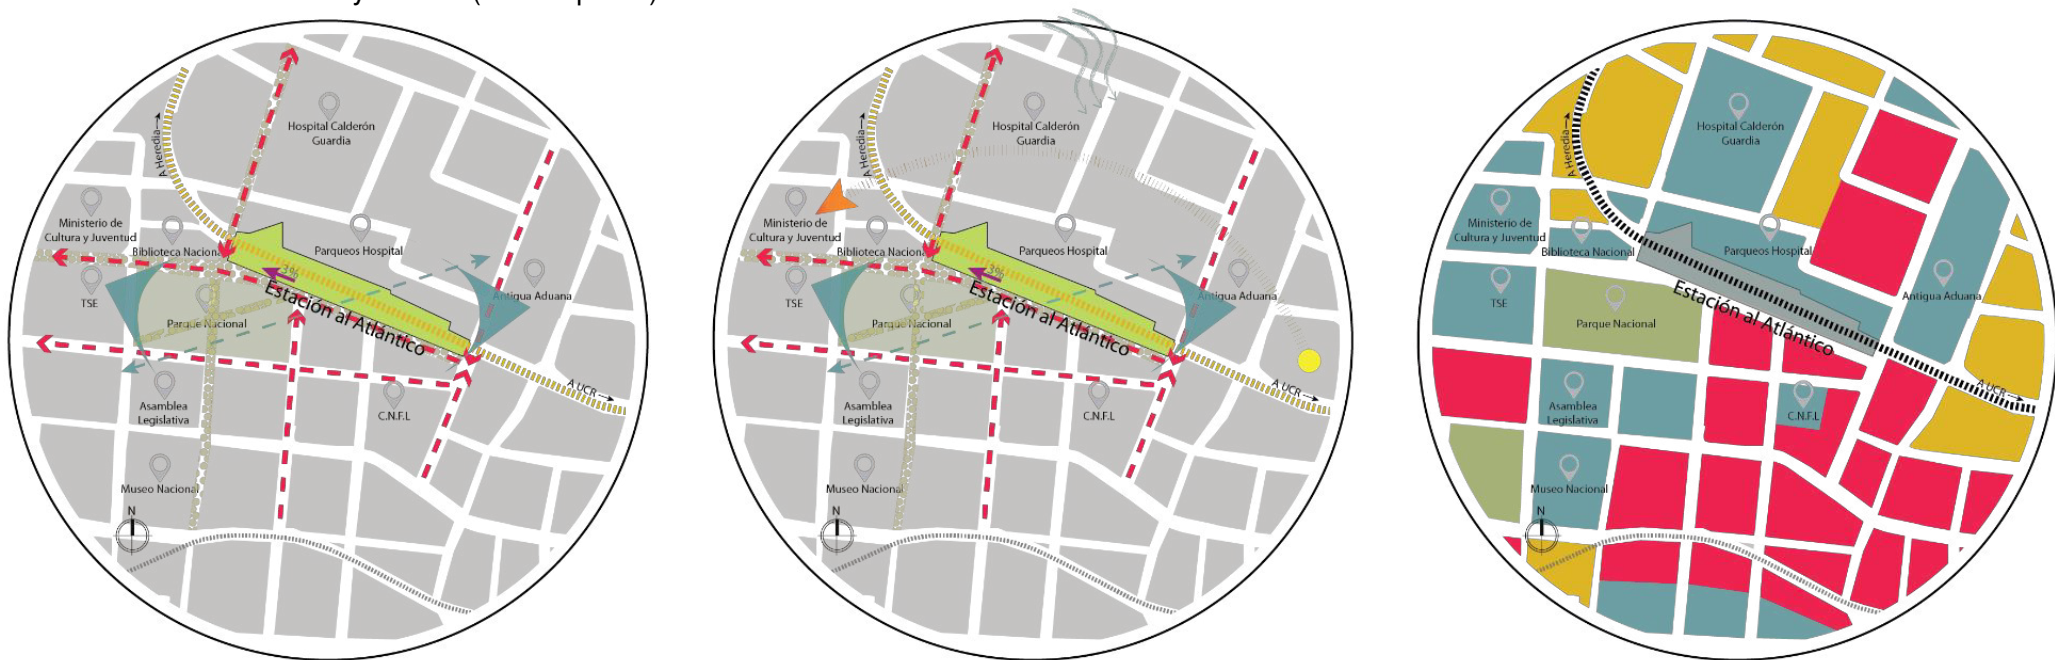 A Heredia
Hospital Calderón
Guardia
Ministerio de
Cultura y Juventud
Biblioteca Nacional
Parqueos Hospital
3%
TSE
Antigua Aduana
Estación al Atlántico
Parque Nacional
A UCR
Asamblea
Legislativa
C.N.F.L
Museo Nacional
N
A Heredia
Hospital Calderón
Guardia
Ministerio de
Cultura y Juventud
Biblioteca Nacional
Parqueos Hospital
3%
TSE
Antigua Aduana
Estación al Atlántico
Parque Nacional
A UCR
Asamblea
Legislativa
C.N.F.L
Museo Nacional
N
A Heredia
Hospital Calderón
Guardia
Ministerio de
Cultura y Juventud
Biblioteca Nacional
Parqueos Hospital
TSE
Antigua Aduana
Estación al Atlántico
Parque Nacional
A UCR
Asamblea
Legislativa
C.N.F.L
Museo Nacional
N